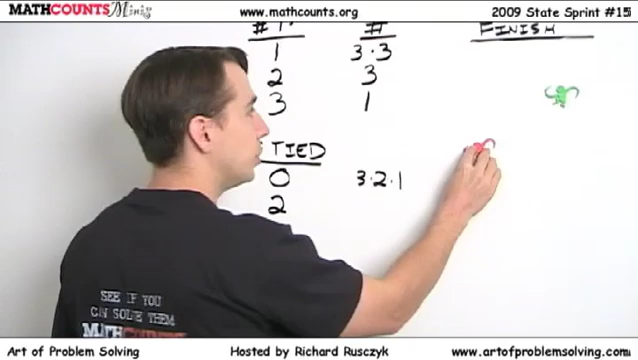 MATHCOUNTS Mini
www.mathcounts.org
2009 State Sprint #15
# #
FINISH
1 3·3
2 3
3 1
TIED
0 3·2·1
2
SEE IF YOU
CAN SOLVE THEM
MATHCOUNTS
Art of Problem Solving
Hosted by Richard Rusczyk
www.artofproblemsolving.com